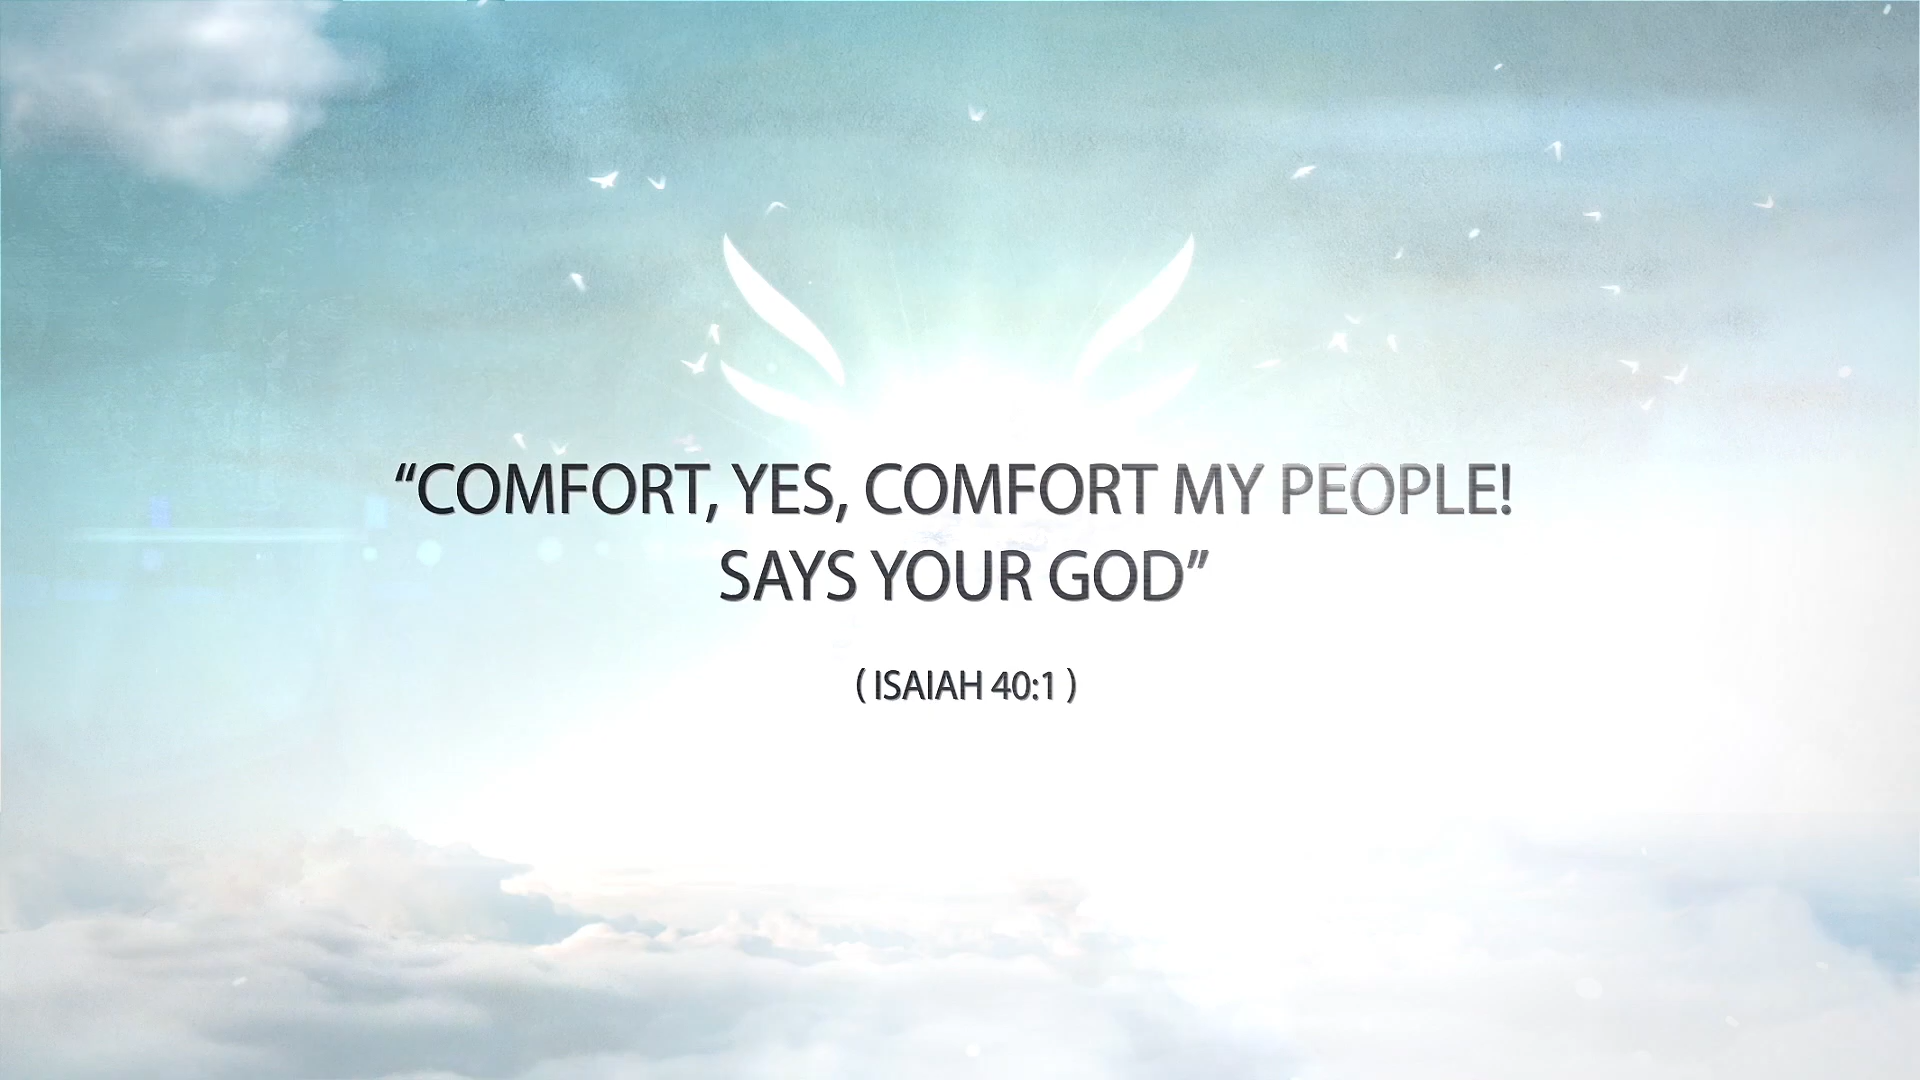 “COMFORT, YES, COMFORT MY PEOPLE!
SAYS YOUR GOD”
( ISAIAH 40:1 )